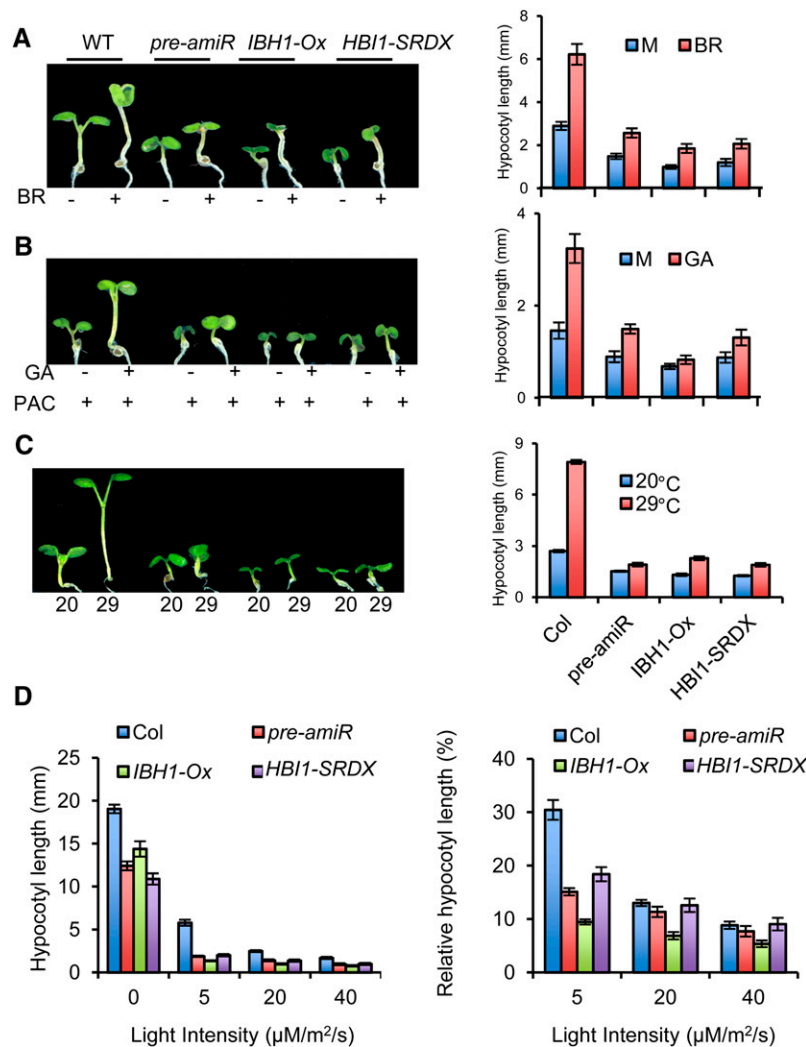 A
WT pre-amiR IBH1-Ox HBI1-SRDX
BR - + - + - + - +
Hypocotyl length (mm)
6
4
2
0
M BR
B
GA - + - + - + - +
PAC + + + + + + + +
Hypocotyl length (mm)
4
2
0
M GA
C
20 29 20 29 20 29 20 29
Hypocotyl length (mm)
9
6
3
0
20°C
29°C
Col pre-amiR IBH1-Ox HBI1-SRDX
D
Col pre-amiR
IBH1-Ox HBI1-SRDX
Hypocotyl length (mm)
25
20
15
10
5
0
0 5 20 40
Light Intensity (µM/m²/s)
Col pre-amiR
IBH1-Ox HBI1-SRDX
Relative hypocotyl length (%)
40
30
20
10
0
5 20 40
Light Intensity (µM/m²/s)